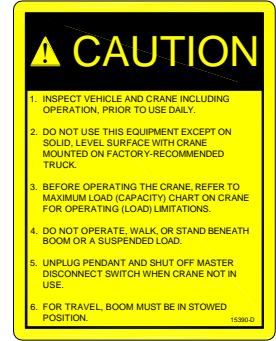 CAUTION
1. INSPECT VEHICLE AND CRANE INCLUDING
OPERATION, PRIOR TO USE DAILY.
2. DO NOT USE THIS EQUIPMENT EXCEPT ON
SOLID, LEVEL SURFACE WITH CRANE
MOUNTED ON FACTORY-RECOMMENDED
TRUCK.
3. BEFORE OPERATING THE CRANE, REFER TO
MAXIMUM LOAD (CAPACITY) CHART ON CRANE
FOR OPERATING (LOAD) LIMITATIONS.
4. DO NOT OPERATE, WALK, OR STAND BENEATH
BOOM OR A SUSPENDED LOAD.
5. UNPLUG PENDANT AND SHUT OFF MASTER
DISCONNECT SWITCH WHEN CRANE NOT IN
USE.
6. FOR TRAVEL, BOOM MUST BE IN STOWED
POSITION.
15390-D